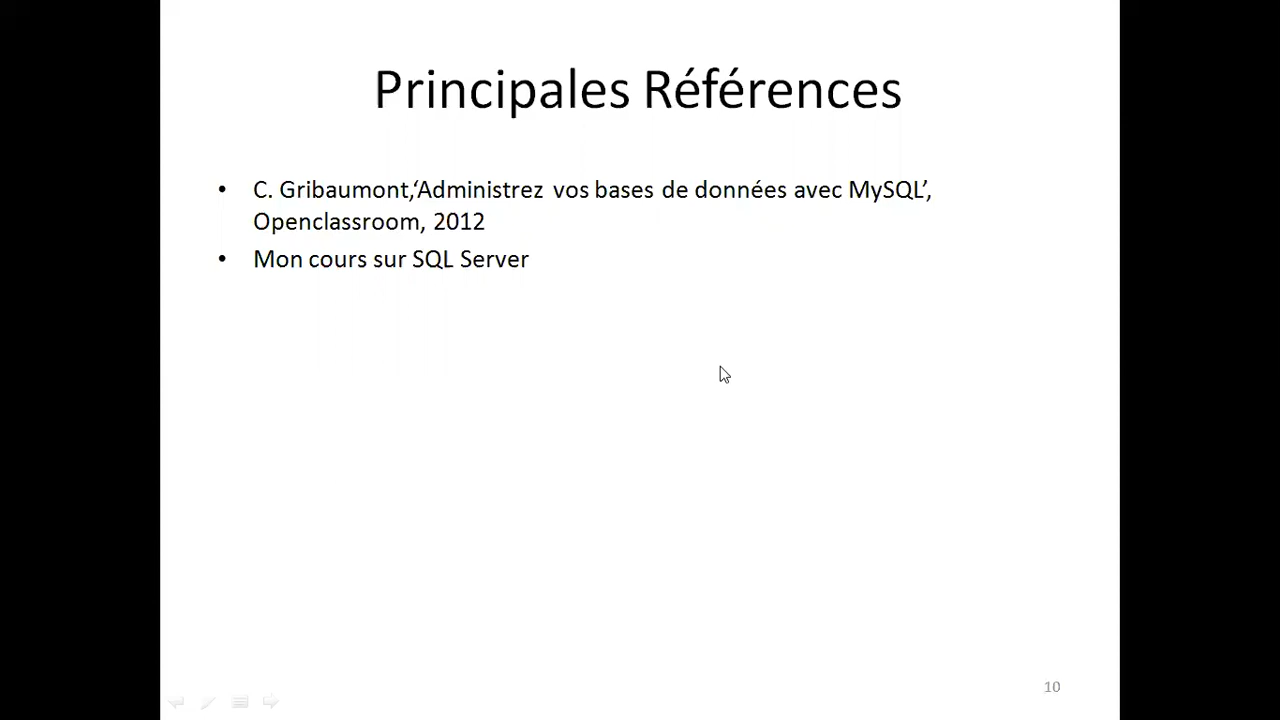 Principales Références
• C. Gribaumont,‘Administrez vos bases de données avec MySQL’,
Openclassroom, 2012
• Mon cours sur SQL Server
10